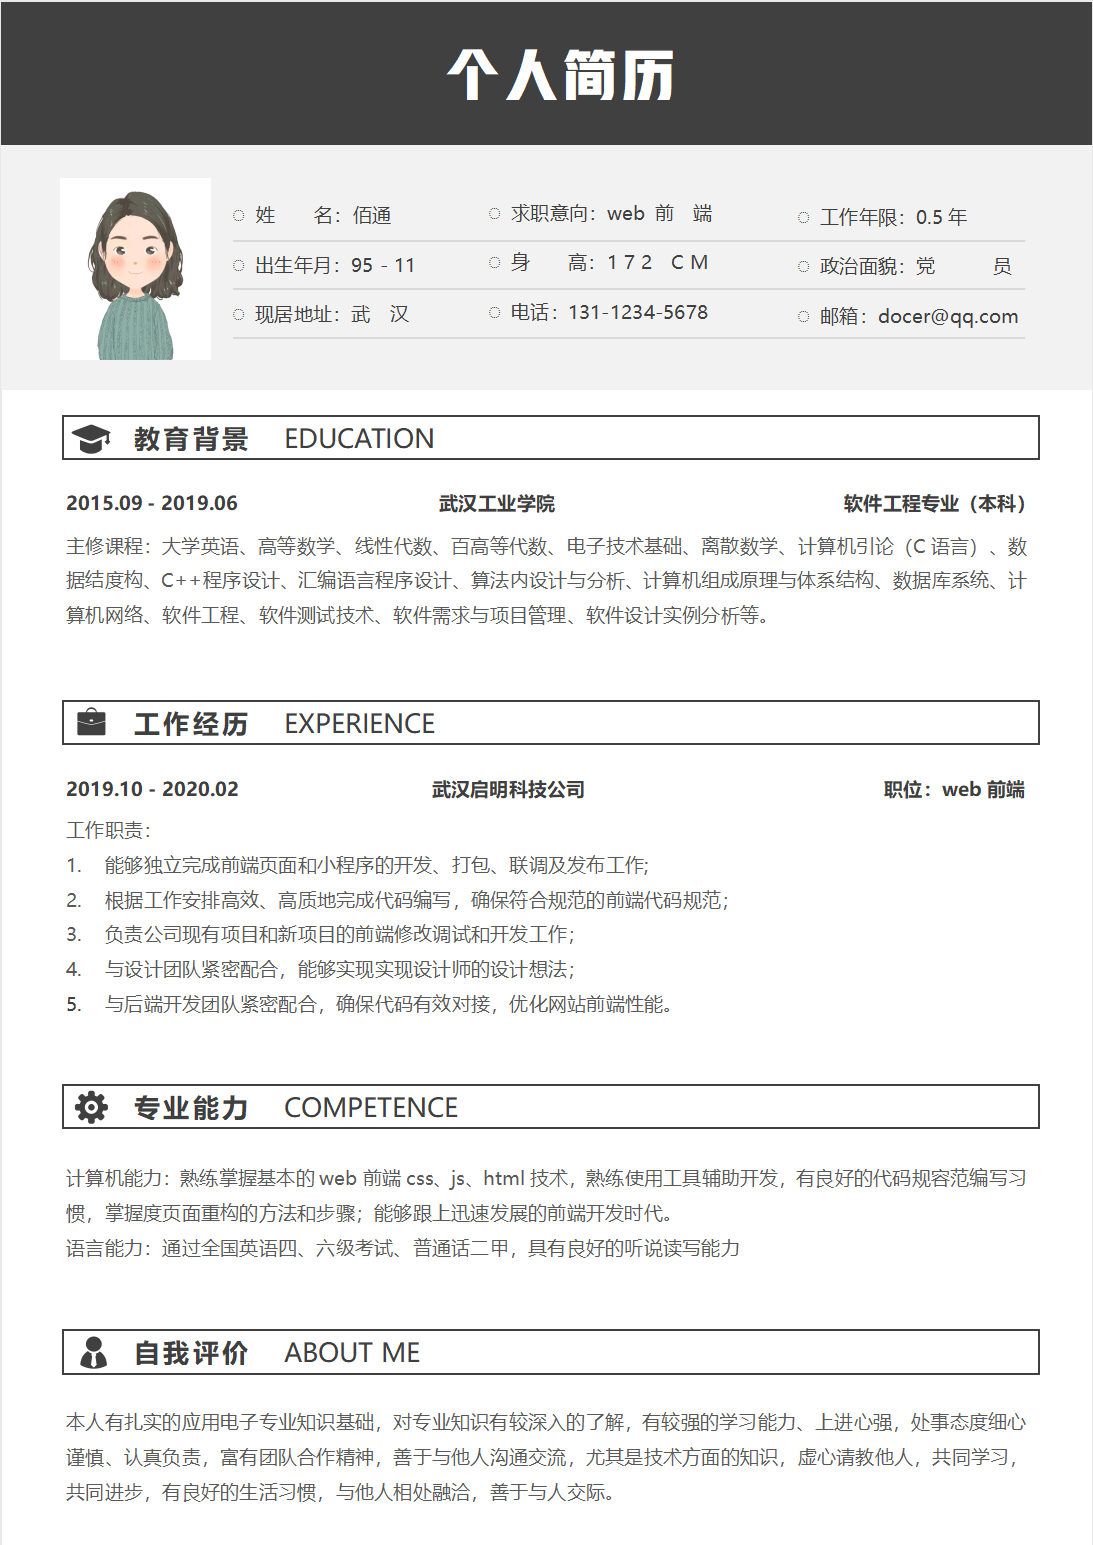 个人简历
姓 名：佰通 求职意向：web 前 端 工作年限：0.5 年
出生年月：95 - 11 身 高：1 7 2 C M 政治面貌：党 员
现居地址：武 汉 电话：131-1234-5678 邮箱：docer@qq.com
教育背景 EDUCATION
2015.09 - 2019.06 武汉工业学院 软件工程专业（本科）
主修课程：大学英语、高等数学、线性代数、百高等代数、电子技术基础、离散数学、计算机引论（C 语言）、数
据结度构、C++程序设计、汇编语言程序设计、算法内设计与分析、计算机组成原理与体系结构、数据库系统、计
算机网络、软件工程、软件测试技术、软件需求与项目管理、软件设计实例分析等。
工作经历 EXPERIENCE
2019.10 - 2020.02 武汉启明科技公司 职位：web 前端
工作职责：
1. 能够独立完成前端页面和小程序的开发、打包、联调及发布工作;
2. 根据工作安排高效、高质地完成代码编写，确保符合规范的前端代码规范；
3. 负责公司现有项目和新项目的前端修改调试和开发工作；
4. 与设计团队紧密配合，能够实现实现设计师的设计想法；
5. 与后端开发团队紧密配合，确保代码有效对接，优化网站前端性能。
专业能力 COMPETENCE
计算机能力：熟练掌握基本的 web 前端 css、js、html 技术，熟练使用工具辅助开发，有良好的代码规容范编写习
惯，掌握度页面重构的方法和步骤；能够跟上迅速发展的前端开发时代。
语言能力：通过全国英语四、六级考试、普通话二甲，具有良好的听说读写能力
自我评价 ABOUT ME
本人有扎实的应用电子专业知识基础，对专业知识有较深入的了解，有较强的学习能力、上进心强，处事态度细心
谨慎、认真负责，富有团队合作精神，善于与他人沟通交流，尤其是技术方面的知识，虚心请教他人，共同学习，
共同进步，有良好的生活习惯，与他人相处融洽，善于与人交际。